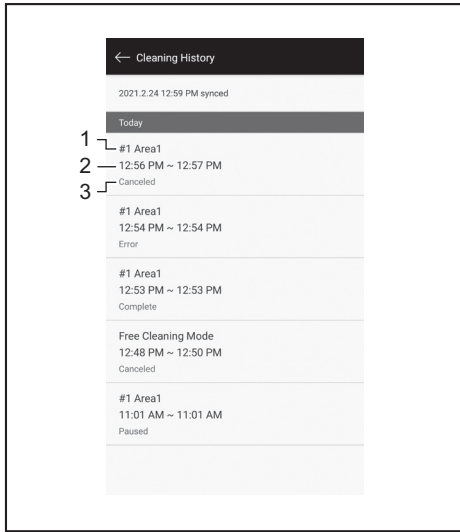 ← Cleaning History
2021.2.24 12:59 PM synced
Today
1
#1 Area1
2
12:56 PM ~ 12:57 PM
3
Canceled
#1 Area1
12:54 PM ~ 12:54 PM
Error
#1 Area1
12:53 PM ~ 12:53 PM
Complete
Free Cleaning Mode
12:48 PM ~ 12:50 PM
Canceled
#1 Area1
11:01 AM ~ 11:01 AM
Paused